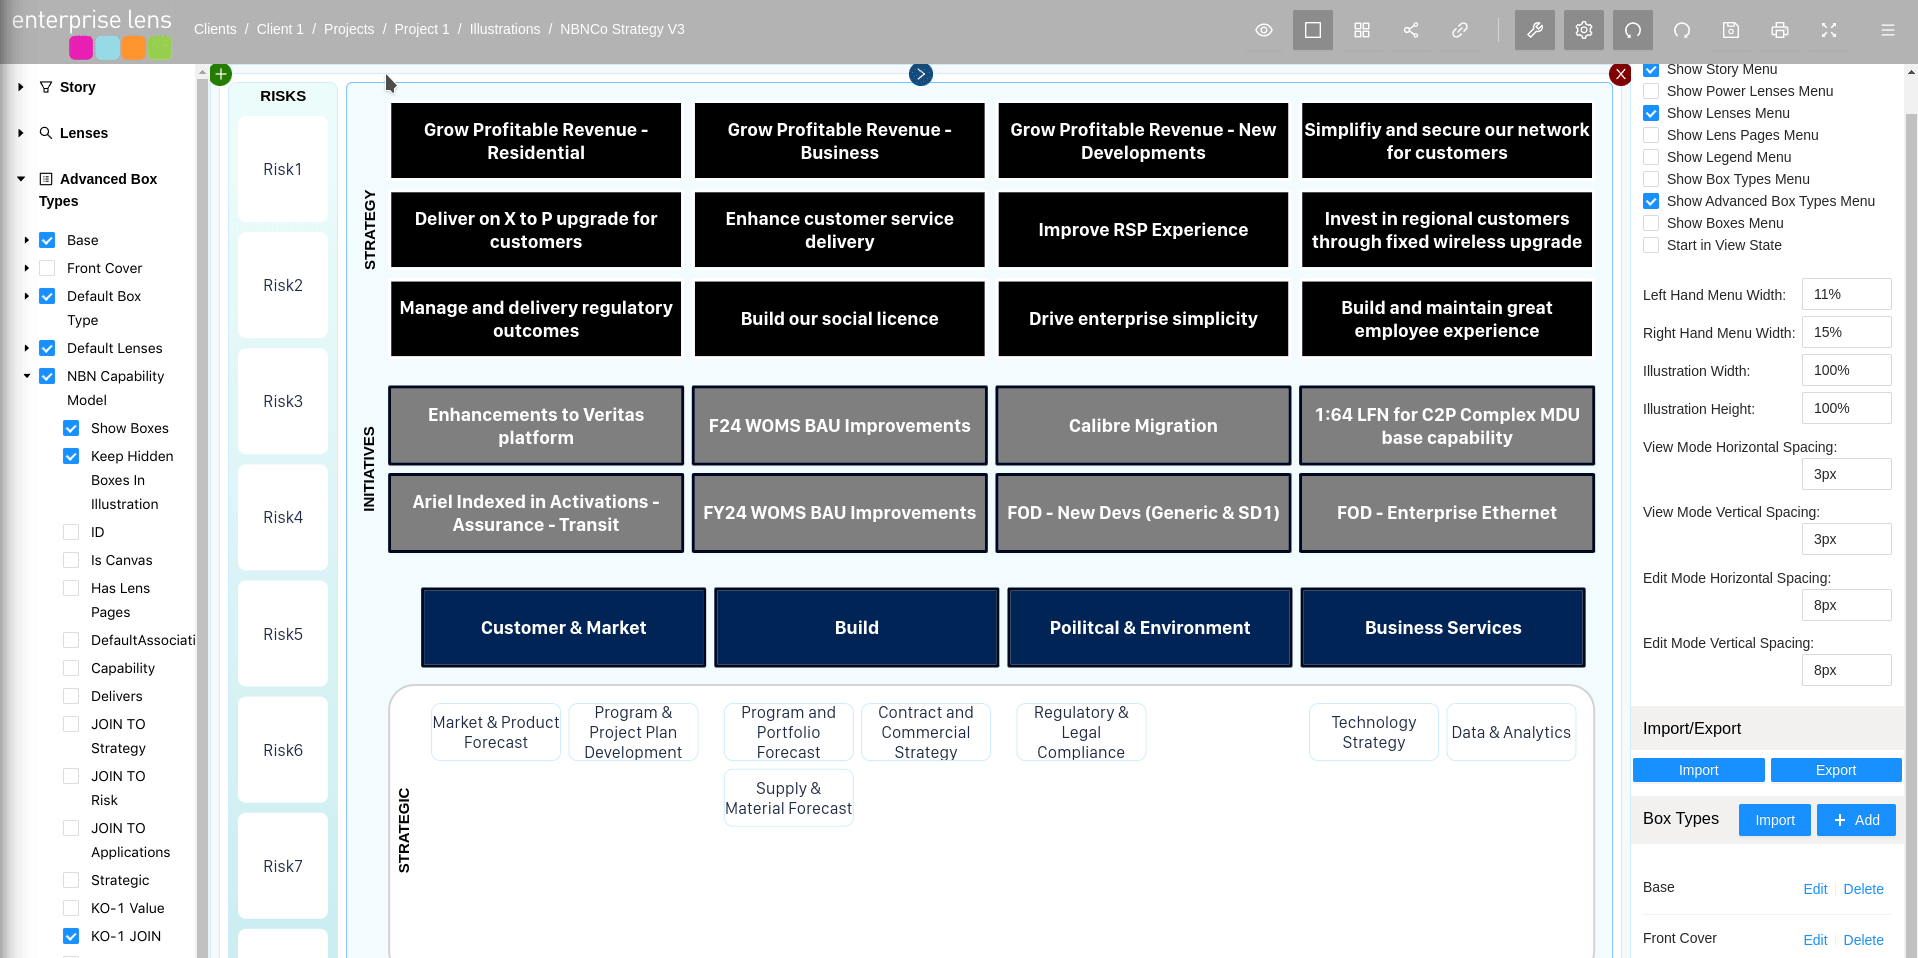 enterprise lens
Clients / Client 1 / Projects / Project 1 / Illustrations / NBNCo Strategy V3
Story
Lenses
Advanced Box
Types
Base
Front Cover
Default Box
Type
Default Lenses
NBN Capability
Model
Show Boxes
Keep Hidden
Boxes In
Illustration
ID
Is Canvas
Has Lens
Pages
DefaultAssociati
Capability
Delivers
JOIN TO
Strategy
JOIN TO
Risk
JOIN TO
Applications
Strategic
KO-1 Value
KO-1 JOIN
RISKS
Risk1
Risk2
Risk3
Risk4
Risk5
Risk6
Risk7
X
STRATEGY
Grow Profitable Revenue -
Residential
Grow Profitable Revenue -
Business
Grow Profitable Revenue - New
Developments
Simplifiy and secure our network
for customers
Deliver on X to P upgrade for
customers
Enhance customer service
delivery
Improve RSP Experience
Invest in regional customers
through fixed wireless upgrade
Manage and delivery regulatory
outcomes
Build our social licence
Drive enterprise simplicity
Build and maintain great
employee experience
INITIATIVES
Enhancements to Veritas
platform
F24 WOMS BAU Improvements
Calibre Migration
1:64 LFN for C2P Complex MDU
base capability
Ariel Indexed in Activations -
Assurance - Transit
FY24 WOMS BAU Improvements
FOD - New Devs (Generic & SD1)
FOD - Enterprise Ethernet
Customer & Market
Build
Poilitcal & Environment
Business Services
STRATEGIC
Market & Product
Forecast
Program &
Project Plan
Development
Program and
Portfolio
Forecast
Contract and
Commercial
Strategy
Regulatory &
Legal
Compliance
Technology
Strategy
Data & Analytics
Supply &
Material Forecast
Show Story Menu
Show Power Lenses Menu
Show Lenses Menu
Show Lens Pages Menu
Show Legend Menu
Show Box Types Menu
Show Advanced Box Types Menu
Show Boxes Menu
Start in View State
Left Hand Menu Width: 11%
Right Hand Menu Width: 15%
Illustration Width: 100%
Illustration Height: 100%
View Mode Horizontal Spacing:
3px
View Mode Vertical Spacing:
3px
Edit Mode Horizontal Spacing:
8px
Edit Mode Vertical Spacing:
8px
Import/Export
Import Export
Box Types Import + Add
Base Edit Delete
Front Cover Edit Delete